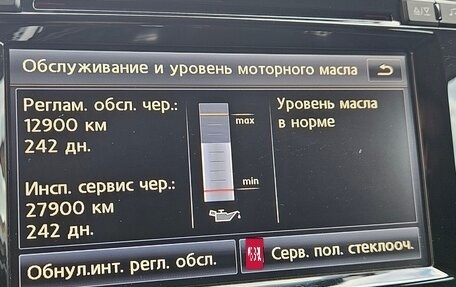 Обслуживание и уровень моторного масла
Реглам. обсл. чер.:
12900 км
242 дн.
Инсп. сервис чер.:
27900 км
242 дн.
max
min
Уровень масла
в норме
Обнул.инт. регл. обсл.
Серв. пол. стеклооч.